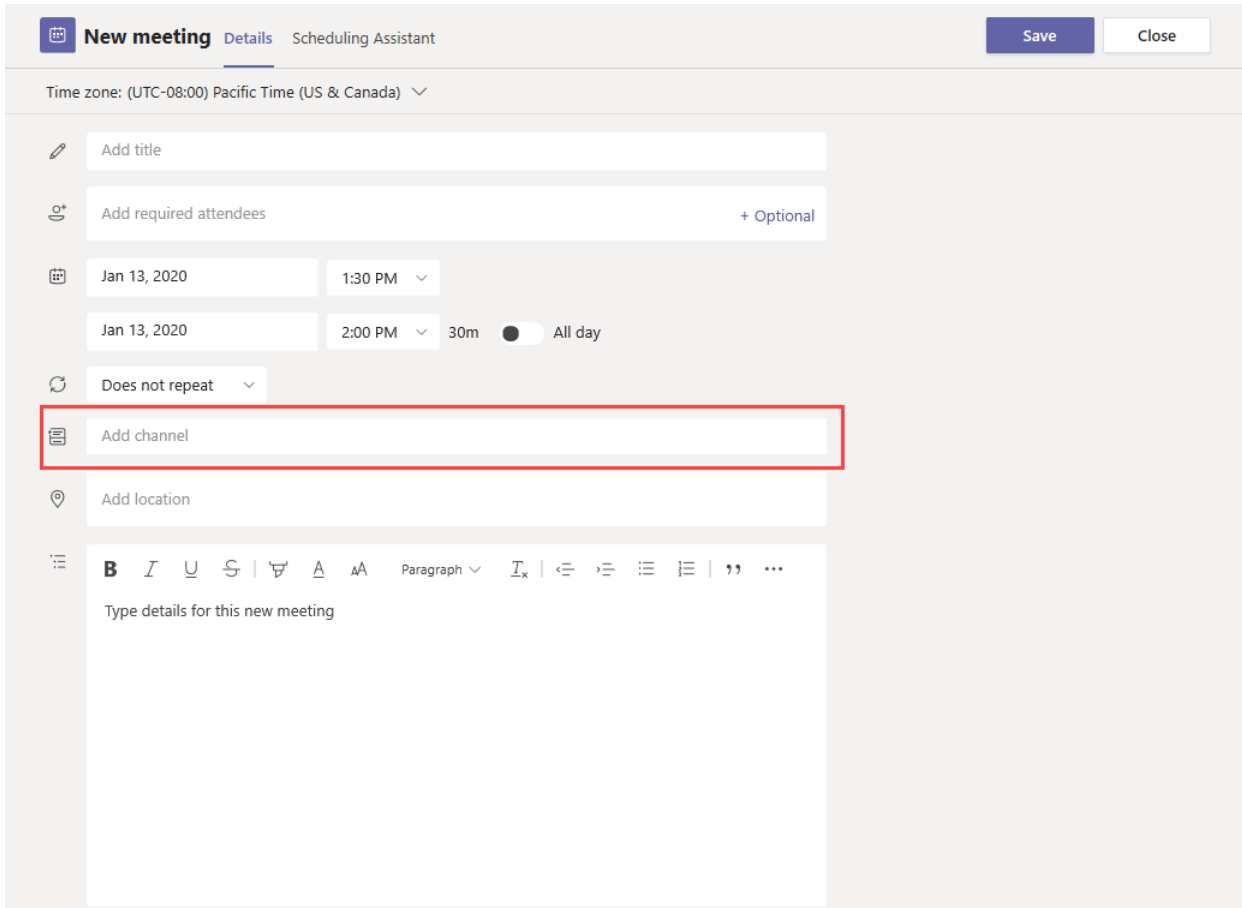 New meeting Details Scheduling Assistant Save Close
Time zone: (UTC-08:00) Pacific Time (US & Canada)
Add title
Add required attendees + Optional
Jan 13, 2020 1:30 PM
Jan 13, 2020 2:00 PM 30m All day
Does not repeat
Add channel
Add location
B I U S A AA Paragraph Tx
Type details for this new meeting